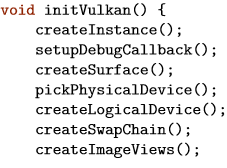 void initVulkan() {
    createInstance();
    setupDebugCallback();
    createSurface();
    pickPhysicalDevice();
    createLogicalDevice();
    createSwapChain();
    createImageViews();